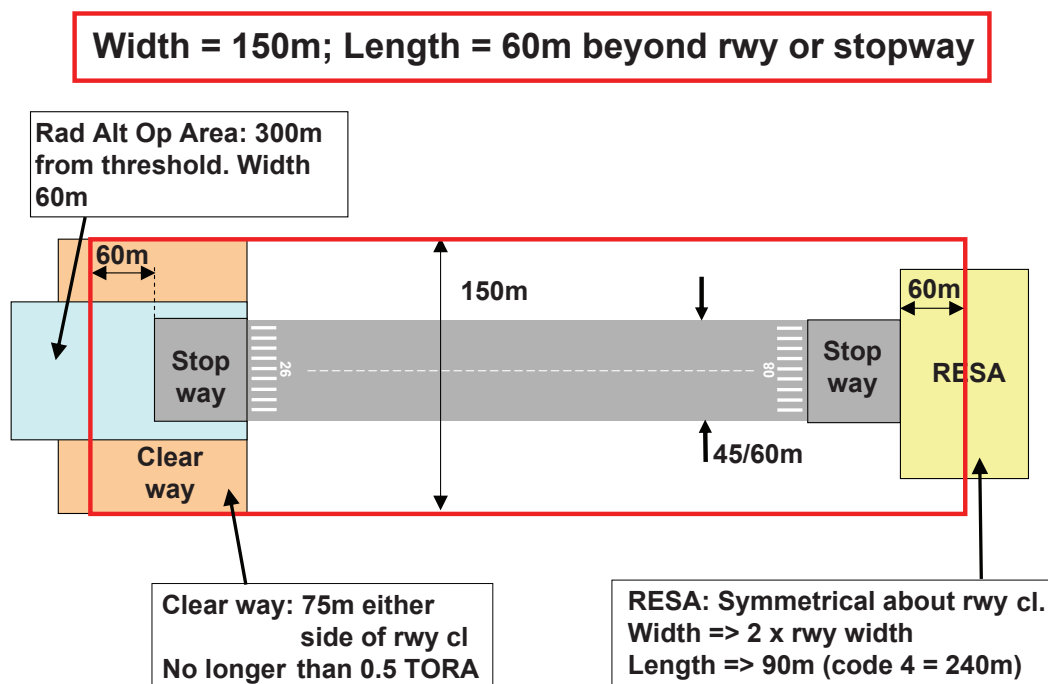 Width = 150m; Length = 60m beyond rwy or stopway
Rad Alt Op Area: 300m
from threshold. Width
60m
60m
150m
60m
Stop
way
26
08
Stop
way
RESA
Clear
way
45/60m
Clear way: 75m either
side of rwy cl
No longer than 0.5 TORA
RESA: Symmetrical about rwy cl.
Width => 2 x rwy width
Length => 90m (code 4 = 240m)